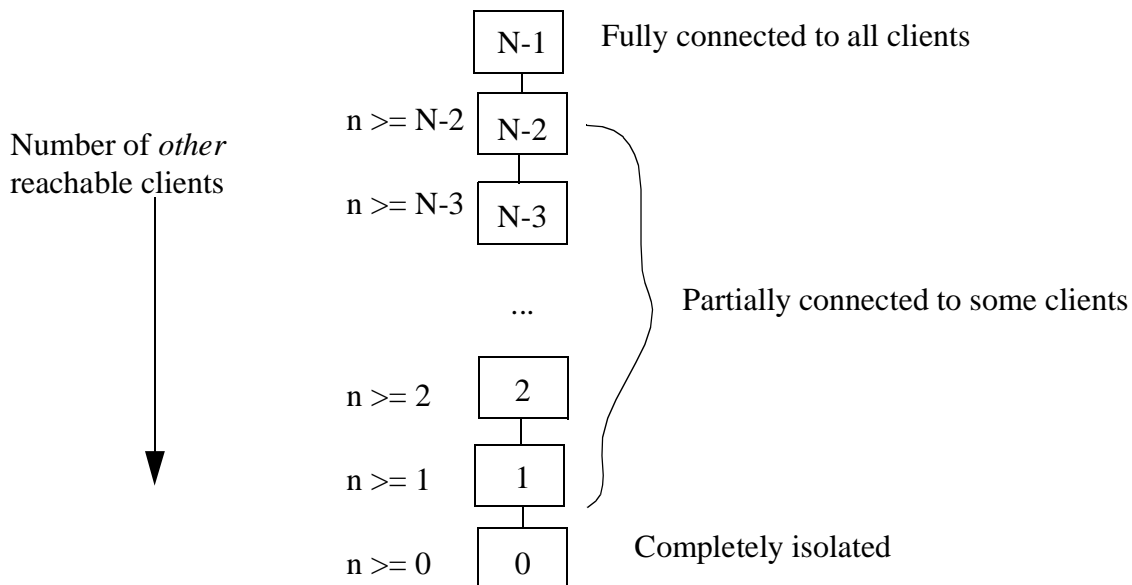 N-1 Fully connected to all clients
n >= N-2 N-2
Number of other
reachable clients
n >= N-3 N-3
... Partially connected to some clients
n >= 2 2
n >= 1 1
Completely isolated
n >= 0 0